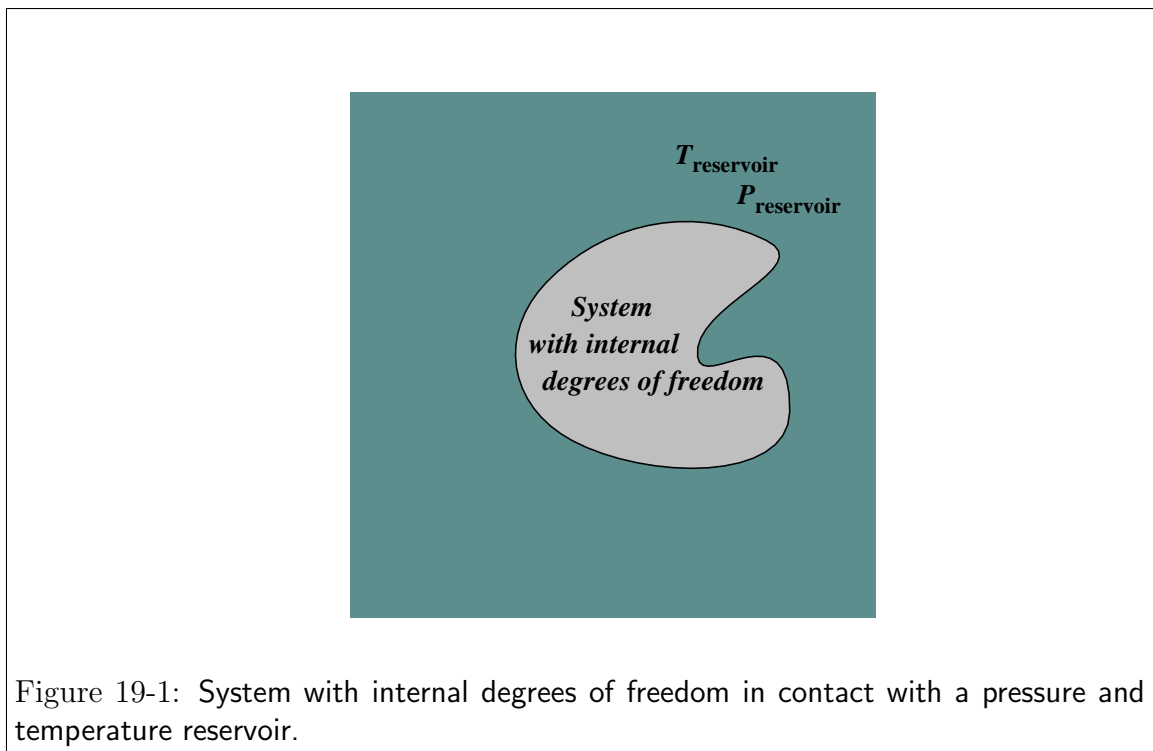 T reservoir
P reservoir
System
with internal
degrees of freedom
Figure 19-1: System with internal degrees of freedom in contact with a pressure and
temperature reservoir.